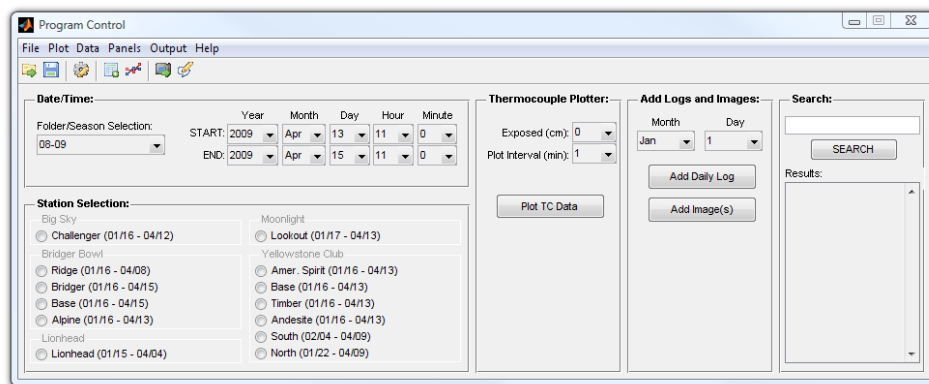 Program Control
File Plot Data Panels Output Help
Date/Time:
Folder/Season Selection:
08-09
Year Month Day Hour Minute
START: 2009 Apr 13 11 0
END: 2009 Apr 15 11 0
Station Selection:
Big Sky
Challenger (01/16 - 04/12)
Bridger Bowl
Ridge (01/16 - 04/08)
Bridger (01/16 - 04/15)
Base (01/16 - 04/15)
Alpine (01/16 - 04/13)
Lionhead
Lionhead (01/15 - 04/04)
Moonlight
Lookout (01/17 - 04/13)
Yellowstone Club
Amer. Spirit (01/16 - 04/13)
Base (01/16 - 04/13)
Timber (01/16 - 04/13)
Andesite (01/16 - 04/13)
South (02/04 - 04/09)
North (01/22 - 04/09)
Thermocouple Plotter:
Exposed (cm): 0
Plot Interval (min): 1
Plot TC Data
Add Logs and Images:
Month Day
Jan 1
Add Daily Log
Add Image(s)
Search:
SEARCH
Results: